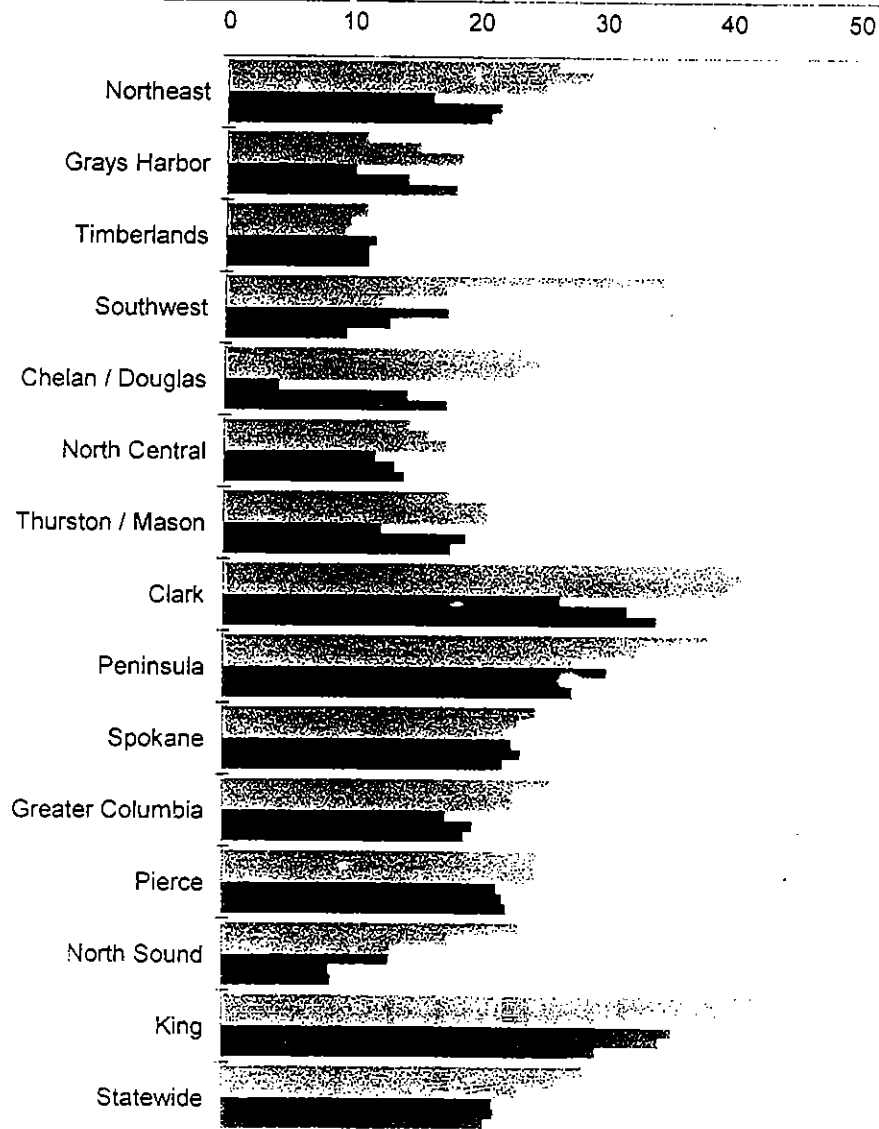 0 10 20 30 40 50
Northeast
Grays Harbor
Timberlands
Southwest
Chelan / Douglas
North Central
Thurston / Mason
Clark
Peninsula
Spokane
Greater Columbia
Pierce
North Sound
King
Statewide